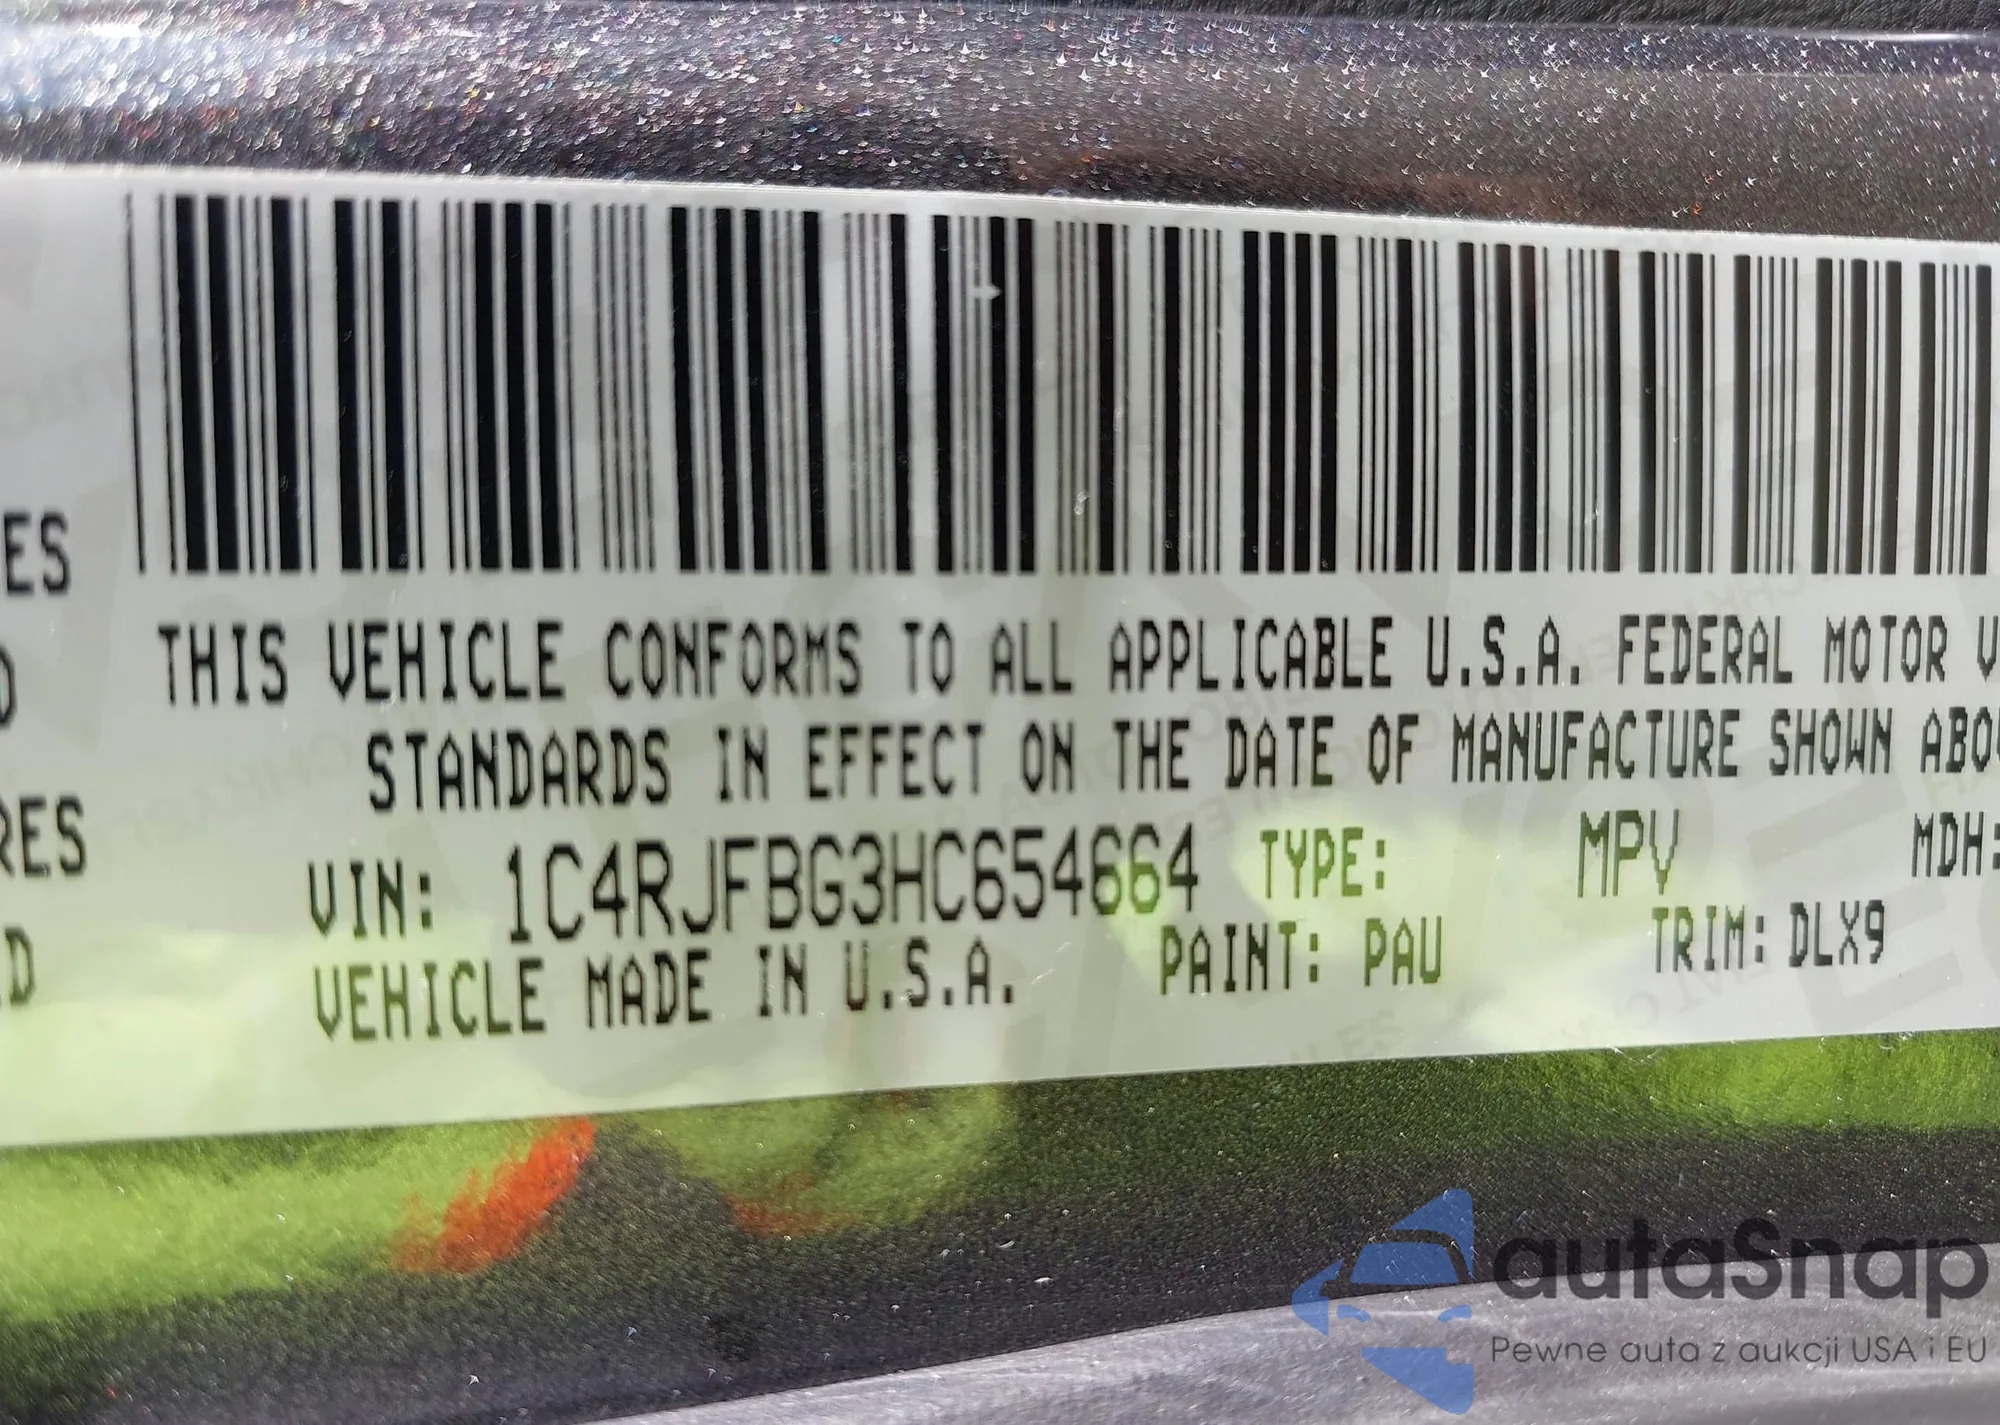 ES
THIS VEHICLE CONFORMS TO ALL APPLICABLE U.S.A. FEDERAL MOTOR V
STANDARDS IN EFFECT ON THE DATE OF MANUFACTURE SHOWN ABO
RES
VIN: 1C4RJFBG3HC654664 TYPE: MPV MDH:
VEHICLE MADE IN U.S.A. PAINT: PAU TRIM: DLX9
D
autaSnap
Pewne auta z aukcji USA i EU